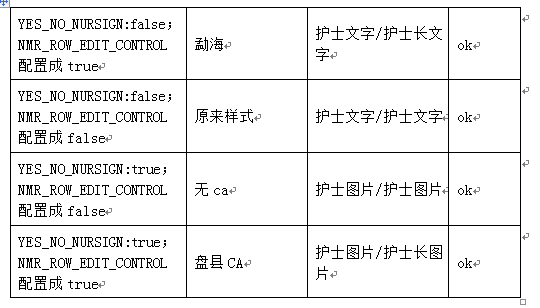 YES_NO_NURSIGN:false;
NMR_ROW_EDIT_CONTROL
配置成 true
勐海
护士文字/护士长文
字
ok
YES_NO_NURSIGN:false;
NMR_ROW_EDIT_CONTROL
配置成 false
原来样式
护士文字/护士文字
ok
YES_NO_NURSIGN:true;
NMR_ROW_EDIT_CONTROL
配置成 false
无 ca
护士图片/护士图片
ok
YES_NO_NURSIGN:true;
NMR_ROW_EDIT_CONTROL
配置成 true
盘县 CA
护士图片/护士长图
片
ok